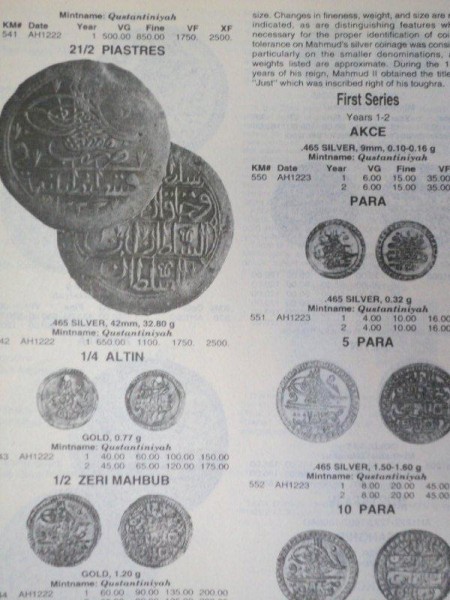 Mintname: Qustantiniyah
KM# Date Year VG Fine VF XF
541 AH1222 1 500.00 850.00 1750. 2500.
21/2 PIASTRES
.465 SILVER, 42mm, 32.80 g
Mintname: Qustantiniyah
42 AH1222 1 650.00 1100. 1750. 2500.
1/4 ALTIN
GOLD, 0.77 g
Mintname: Qustantiniyah
43 AH1222 1 40.00 60.00 100.00 150.00
2 45.00 65.00 120.00 175.00
1/2 ZERI MAHBUB
GOLD, 1.20 g
Mintname: Qustantiniyah
44 AH1222 1 60.00 90.00 135.00 200.00
size. Changes in fineness, weight, and size are
indicated, as are distinguishing features
necessary for the proper identification of
tolerance on Mahmud's silver coinage was
particularly on the smaller denominations,
weights listed are approximate. During the
years of his reign, Mahmud II obtained the
"Just" which was inscribed right of his toughra.
First Series
Years 1-2
AKCE
.465 SILVER, 9mm, 0.10-0.16 g
Mintname: Qustantiniyah
KM# Date Year VG Fine VF
550 AH1223 1 6.00 15.00 35.00
2 6.00 15.00 35.00
PARA
.465 SILVER, 0.32 g
Mintname: Qustantiniyah
551 AH1223 1 4.00 10.00 16.00
2 4.00 10.00 16.00
5 PARA
.465 SILVER, 1.50-1.60 g
Mintname: Qustantiniyah
552 AH1223 1 8.00 20.00 45.00
2 8.00 20.00 45.00
10 PARA